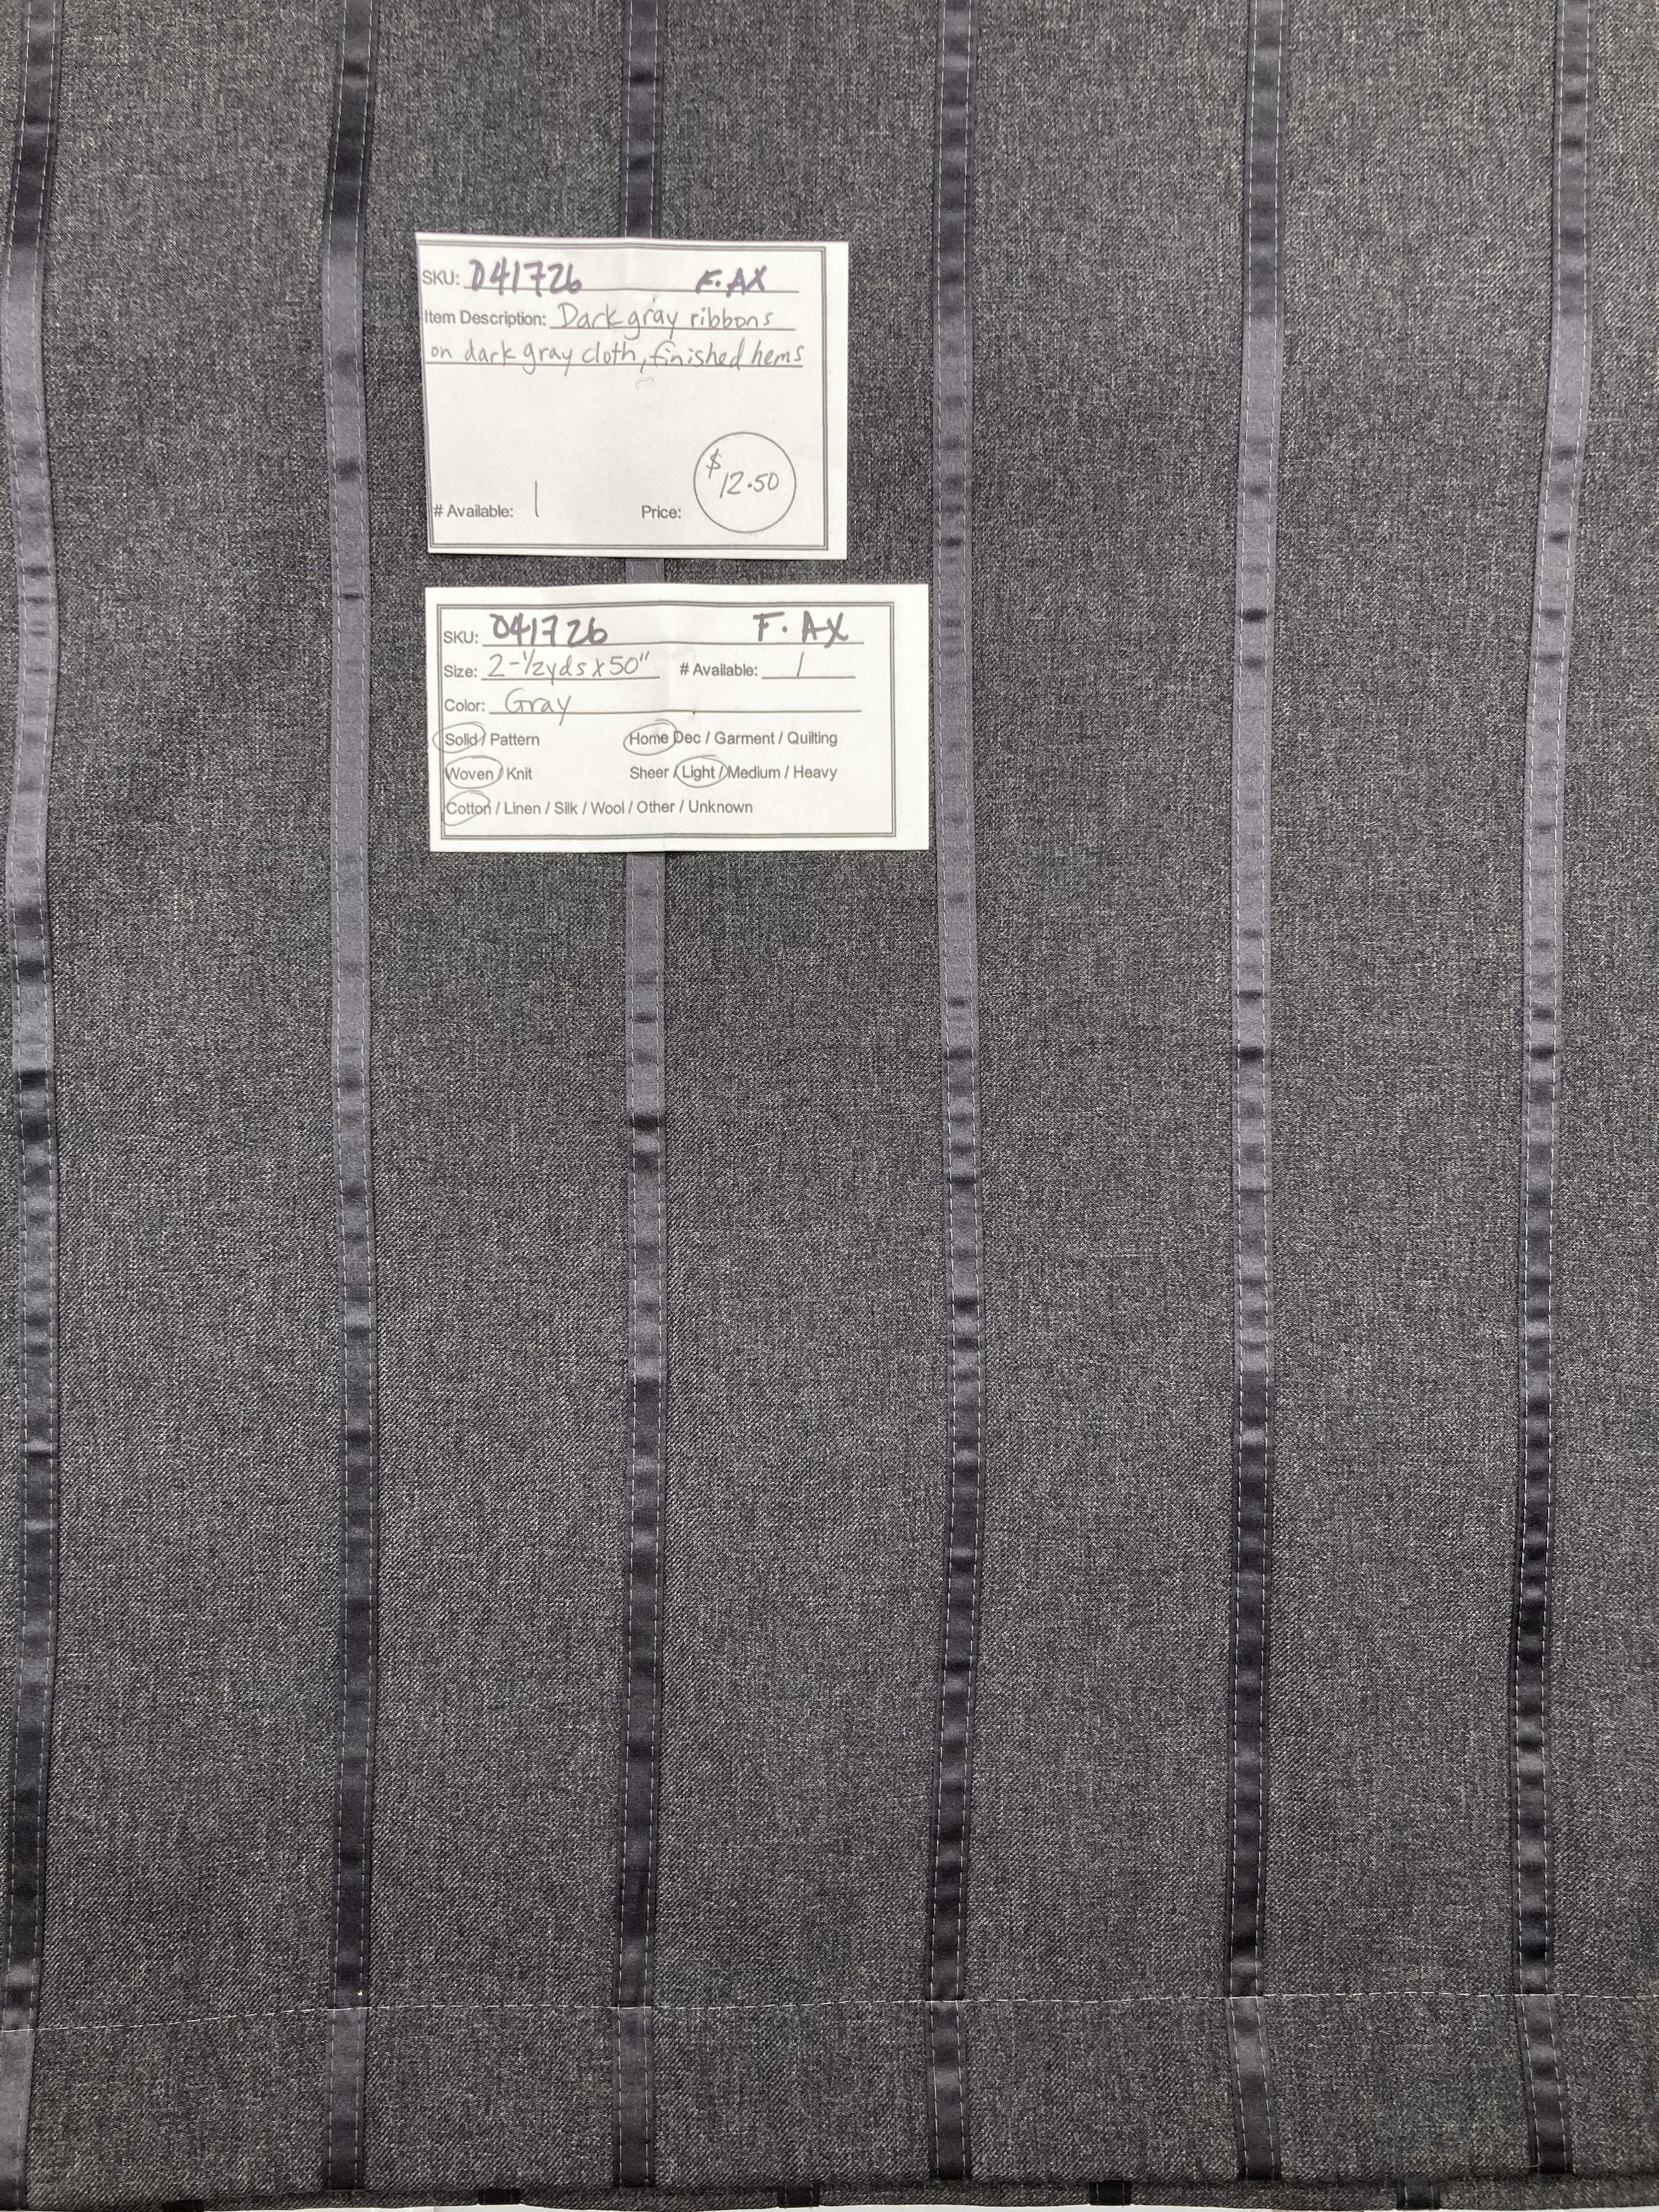 SKU: 041726 F. AX
Item Description: Dark gray ribbons
on dark gray cloth, finished hems
$
12.50
# Available: 1 Price:
SKU: 041726 F. AX
Size: 2-1/2yds x 50" # Available: 1
Color: Gray
Solid / Pattern Home Dec / Garment / Quilting
Woven / Knit Sheer / Light / Medium / Heavy
Cotton / Linen / Silk / Wool / Other / Unknown